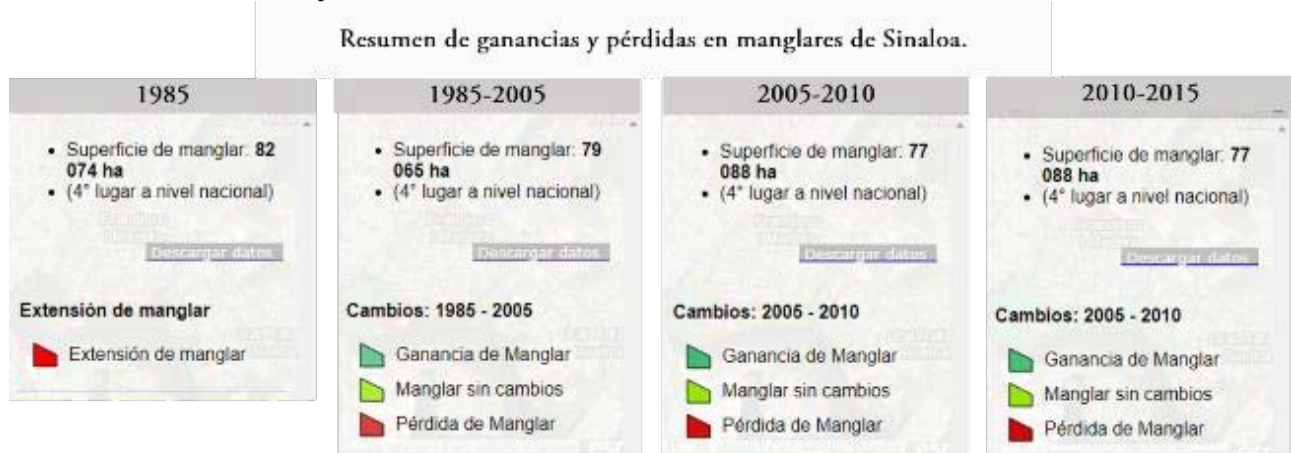 Resumen de ganancias y pérdidas en manglares de Sinaloa.
1985
• Superficie de manglar: 82
074 ha
• (4° lugar a nivel nacional)
Descargar datos
Extensión de manglar
Extensión de manglar
1985-2005
• Superficie de manglar: 79
065 ha
• (4° lugar a nivel nacional)
Descargar datos
Cambios: 1985 - 2005
Ganancia de Manglar
Manglar sin cambios
Pérdida de Manglar
2005-2010
• Superficie de manglar: 77
088 ha
• (4° lugar a nivel nacional)
Descargar datos
Cambios: 2005 - 2010
Ganancia de Manglar
Manglar sin cambios
Pérdida de Manglar
2010-2015
• Superficie de manglar: 77
088 ha
• (4° lugar a nivel nacional)
Descargar datos
Cambios: 2005 - 2010
Ganancia de Manglar
Manglar sin cambios
Pérdida de Manglar